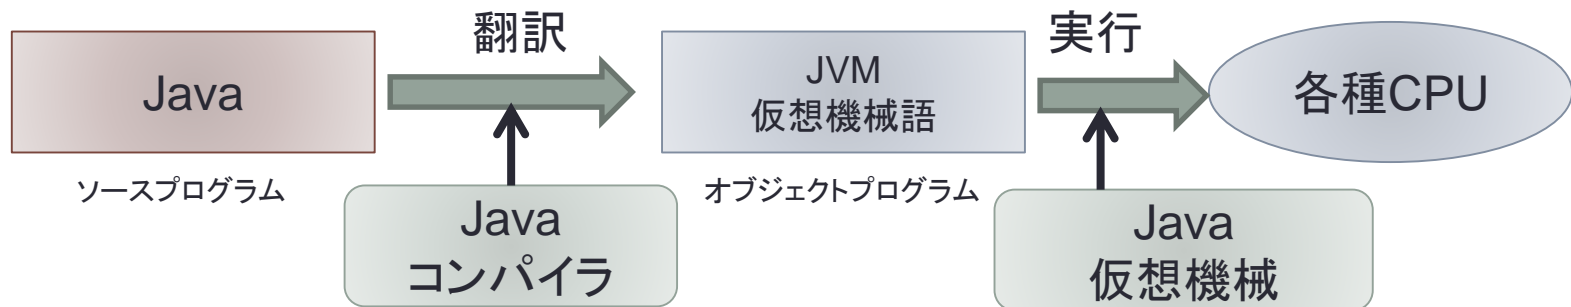 翻訳
実行
Java
JVM
仮想機械語
各種CPU
ソースプログラム
オブジェクトプログラム
Java
コンパイラ
Java
仮想機械